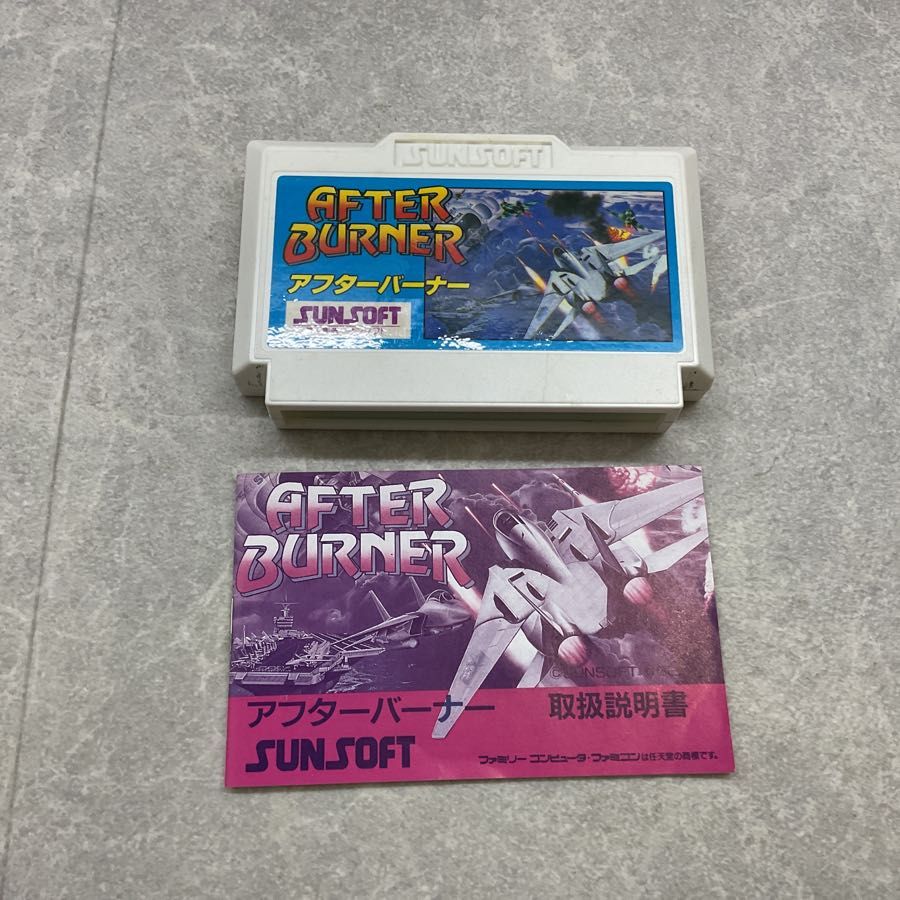 SUNSOFT
AFTER
BURNER
アフターバーナー
SUNSOFT
AFTER
BURNER
©SUNSOFT
アフターバーナー
取扱説明書
SUNSOFT
ファミリーコンピュータ・ファミコンは任天堂の商標です。